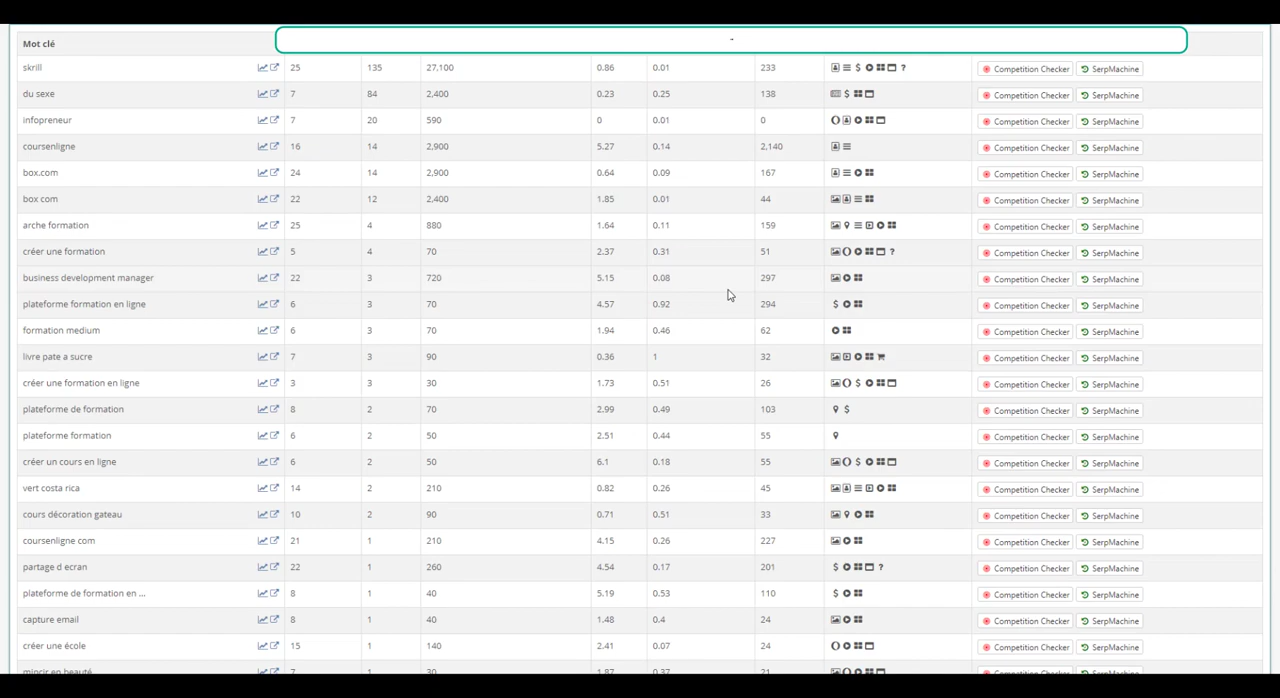 Mot clé -
skrill 25 135 27,100 0.86 0.01 233 ? Competition Checker SerpMachine
du sexe 7 84 2,400 0.23 0.25 138 $ Competition Checker SerpMachine
infopreneur 7 20 590 0 0.01 0 Competition Checker SerpMachine
coursenligne 16 14 2,900 5.27 0.14 2,140 Competition Checker SerpMachine
box.com 24 14 2,900 0.64 0.09 167 Competition Checker SerpMachine
box com 22 12 2,400 1.85 0.01 44 Competition Checker SerpMachine
arche formation 25 4 880 1.64 0.11 159 Competition Checker SerpMachine
créer une formation 5 4 70 2.37 0.31 51 ? Competition Checker SerpMachine
business development manager 22 3 720 5.15 0.08 297 Competition Checker SerpMachine
plateforme formation en ligne 6 3 70 4.57 0.92 294 $ Competition Checker SerpMachine
formation medium 6 3 70 1.94 0.46 62 Competition Checker SerpMachine
livre pate a sucre 7 3 90 0.36 1 32 Competition Checker SerpMachine
créer une formation en ligne 3 3 30 1.73 0.51 26 $ Competition Checker SerpMachine
plateforme de formation 8 2 70 2.99 0.49 103 $ Competition Checker SerpMachine
plateforme formation 6 2 50 2.51 0.44 55 Competition Checker SerpMachine
créer un cours en ligne 6 2 50 6.1 0.18 55 $ Competition Checker SerpMachine
vert costa rica 14 2 210 0.82 0.26 45 Competition Checker SerpMachine
cours décoration gateau 10 2 90 0.71 0.51 33 Competition Checker SerpMachine
coursenligne com 21 1 210 4.15 0.26 227 Competition Checker SerpMachine
partage d ecran 22 1 260 4.54 0.17 201 $ ? Competition Checker SerpMachine
plateforme de formation en ... 8 1 40 5.19 0.53 110 $ Competition Checker SerpMachine
capture email 8 1 40 1.48 0.4 24 Competition Checker SerpMachine
créer une école 15 1 140 2.41 0.07 24 Competition Checker SerpMachine
mincir en beauté 7 1 30 1.87 0.37 21 Competition Checker SerpMachine